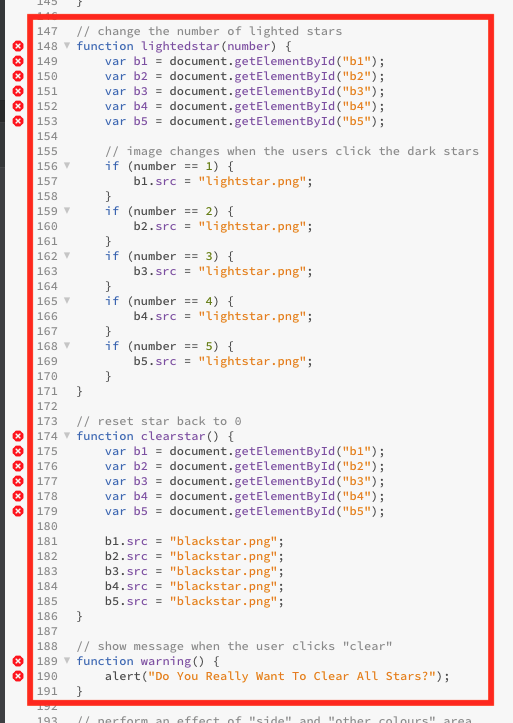 145 }
147 // change the number of lighted stars
148 function lightedstar(number) {
149 var b1 = document.getElementById("b1");
150 var b2 = document.getElementById("b2");
151 var b3 = document.getElementById("b3");
152 var b4 = document.getElementById("b4");
153 var b5 = document.getElementById("b5");
154
155 // image changes when the users click the dark stars
156 if (number == 1) {
157 b1.src = "lightstar.png";
158 }
159 if (number == 2) {
160 b2.src = "lightstar.png";
161 }
162 if (number == 3) {
163 b3.src = "lightstar.png";
164 }
165 if (number == 4) {
166 b4.src = "lightstar.png";
167 }
168 if (number == 5) {
169 b5.src = "lightstar.png";
170 }
171 }
172
173 // reset star back to 0
174 function clearstar() {
175 var b1 = document.getElementById("b1");
176 var b2 = document.getElementById("b2");
177 var b3 = document.getElementById("b3");
178 var b4 = document.getElementById("b4");
179 var b5 = document.getElementById("b5");
180
181 b1.src = "blackstar.png";
182 b2.src = "blackstar.png";
183 b3.src = "blackstar.png";
184 b4.src = "blackstar.png";
185 b5.src = "blackstar.png";
186 }
187
188 // show message when the user clicks "clear"
189 function warning() {
190 alert("Do You Really Want To Clear All Stars?");
191 }
192
193 // perform an effect of "side" and "other colours" area